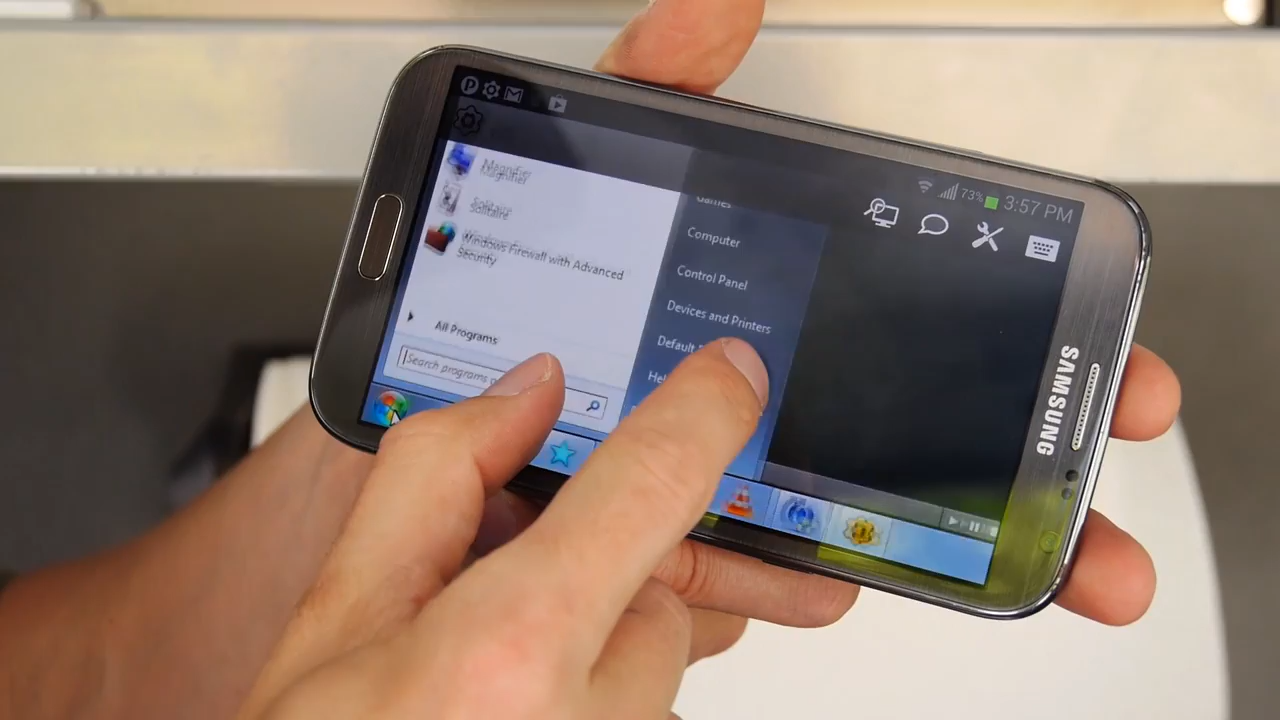 73%
3:57 PM
Magnifier
Solitaire
Windows Firewall with Advanced
Security
All Programs
Search programs
Games
Computer
Control Panel
Devices and Printers
Default
SAMSUNG